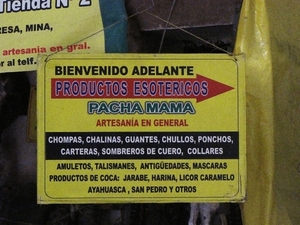 Tienda N° 2
RESA, MINA,
artesania en gral.
or al telf.
BIENVENIDO ADELANTE
PRODUCTOS ESOTERICOS
PACHA MAMA
ARTESANÍA EN GENERAL
CHOMPAS, CHALINAS, GUANTES, CHULLOS, PONCHOS,
CARTERAS, SOMBREROS DE CUERO, COLLARES
AMULETOS, TALISMANES, ANTIGÜEDADES, MASCARAS
PRODUCTOS DE COCA: JARABE, HARINA, LICOR CARAMELO
AYAHUASCA, SAN PEDRO Y OTROS